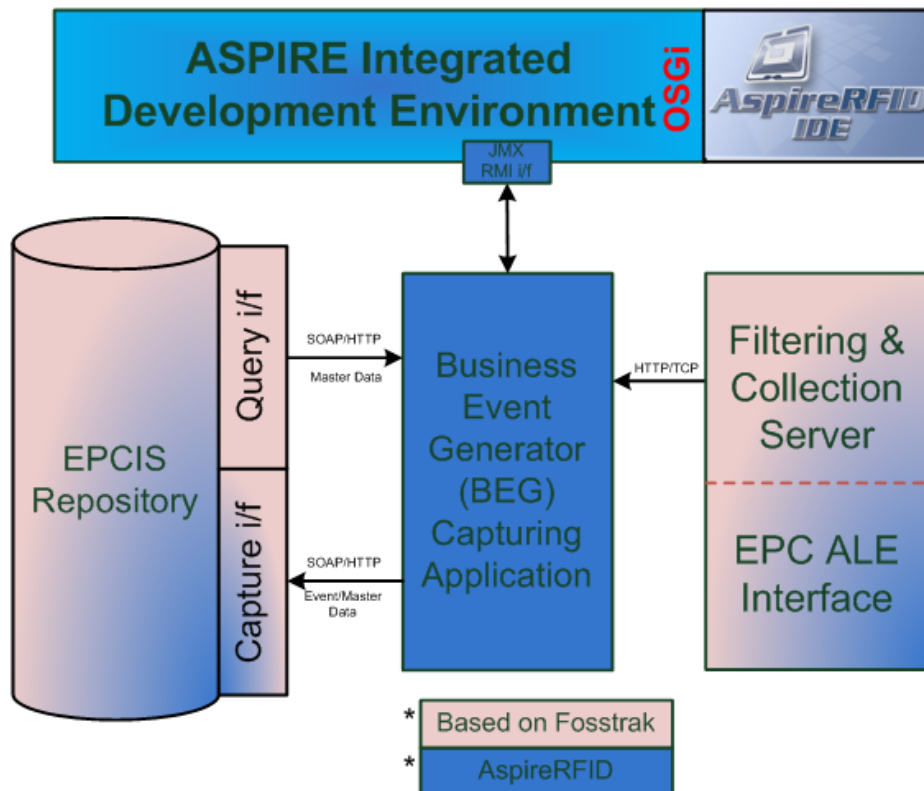 ASPIRE Integrated
Development Environment
OSGi
AspireRFID
IDE
JMX
RMI i/f
EPCIS
Repository
Query i/f
Capture i/f
SOAP/HTTP
Master Data
SOAP/HTTP
Event/Master
Data
Business
Event
Generator
(BEG)
Capturing
Application
HTTP/TCP
Filtering &
Collection
Server
EPC ALE
Interface
* Based on Fosstrak
* AspireRFID